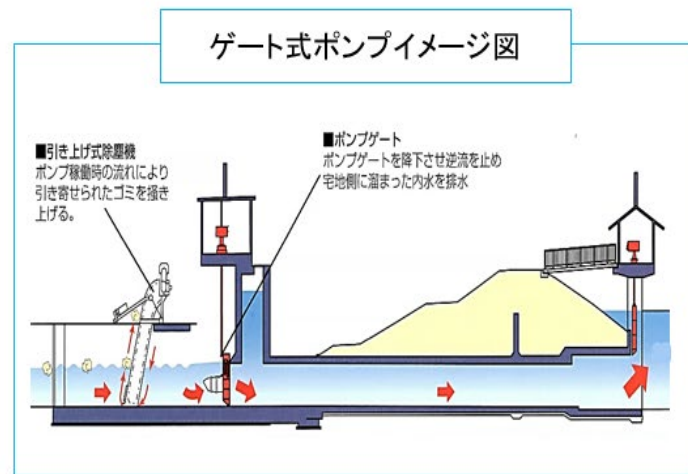 ゲート式ポンプイメージ図
■引き上げ式除塵機
ポンプ稼働時の流れにより
引き寄せられたゴミを掻き
上げる。
■ポンプゲート
ポンプゲートを降下させ逆流を止め
宅地側に溜まった内水を排水